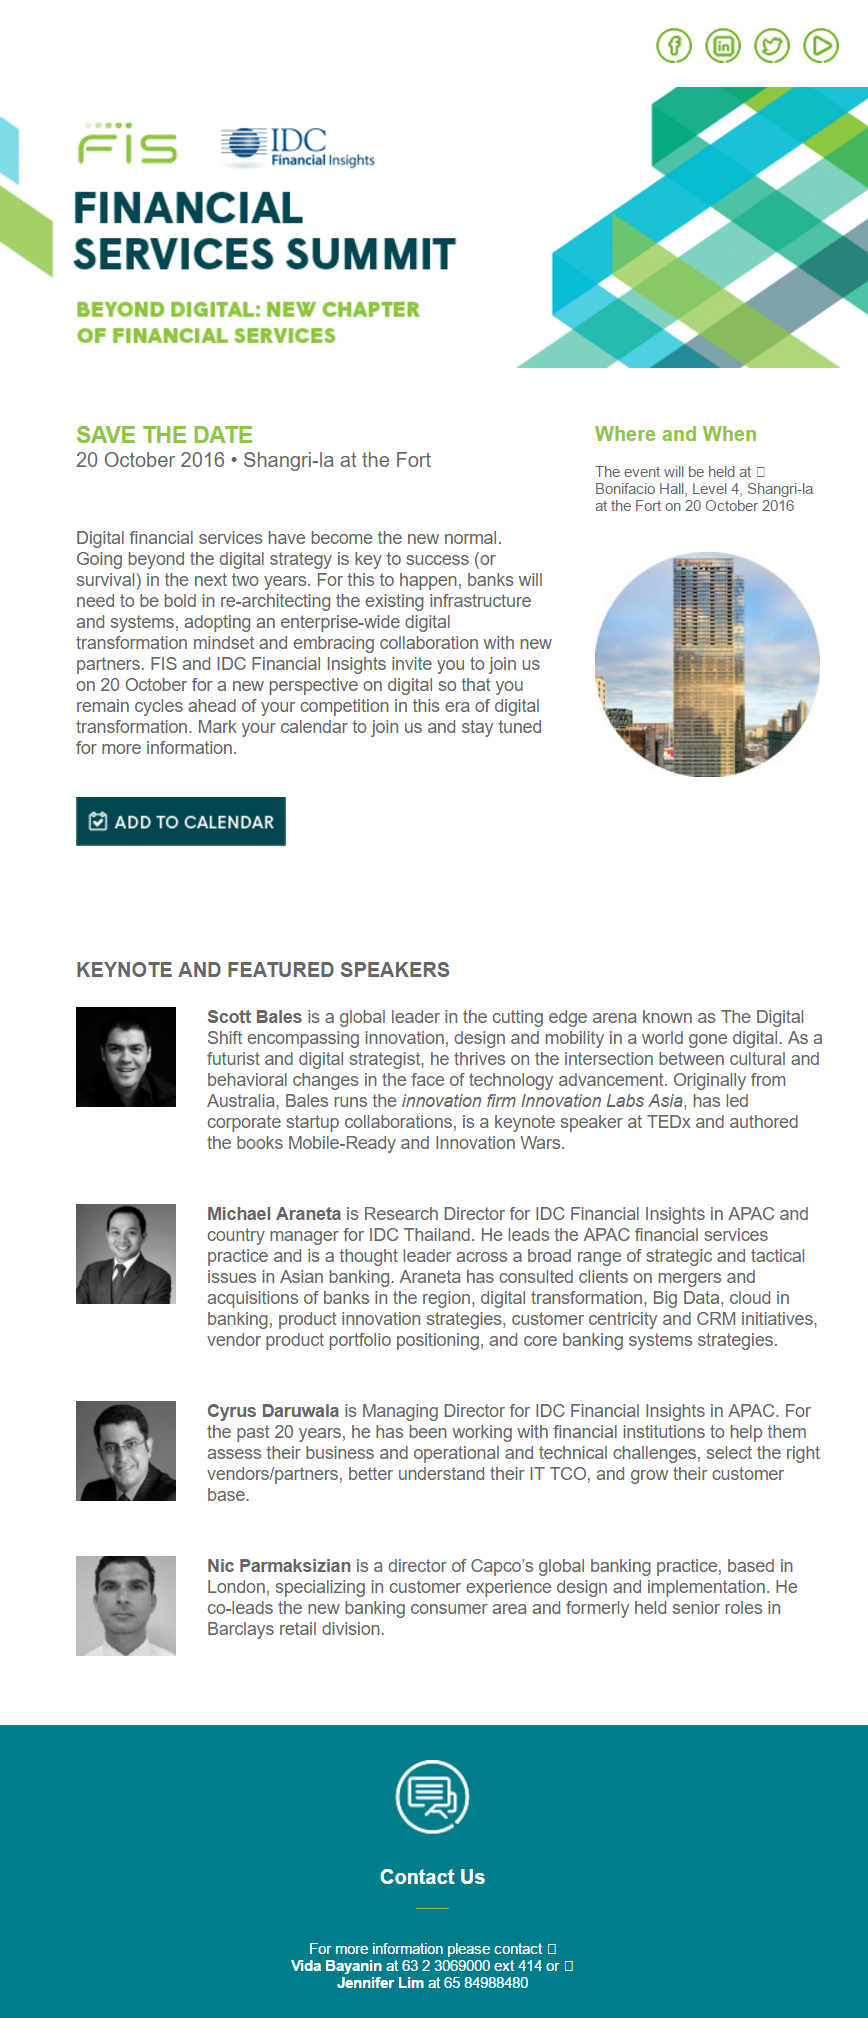 FIS
IDC
Financial Insights
FINANCIAL
SERVICES SUMMIT
BEYOND DIGITAL: NEW CHAPTER
OF FINANCIAL SERVICES
SAVE THE DATE
20 October 2016 • Shangri-la at the Fort
Digital financial services have become the new normal.
Going beyond the digital strategy is key to success (or
survival) in the next two years. For this to happen, banks will
need to be bold in re-architecting the existing infrastructure
and systems, adopting an enterprise-wide digital
transformation mindset and embracing collaboration with new
partners. FIS and IDC Financial Insights invite you to join us
on 20 October for a new perspective on digital so that you
remain cycles ahead of your competition in this era of digital
transformation. Mark your calendar to join us and stay tuned
for more information.
ADD TO CALENDAR
Where and When
The event will be held at
Bonifacio Hall, Level 4, Shangri-la
at the Fort on 20 October 2016
KEYNOTE AND FEATURED SPEAKERS
Scott Bales is a global leader in the cutting edge arena known as The Digital
Shift encompassing innovation, design and mobility in a world gone digital. As a
futurist and digital strategist, he thrives on the intersection between cultural and
behavioral changes in the face of technology advancement. Originally from
Australia, Bales runs the innovation firm Innovation Labs Asia, has led
corporate startup collaborations, is a keynote speaker at TEDx and authored
the books Mobile-Ready and Innovation Wars.
Michael Araneta is Research Director for IDC Financial Insights in APAC and
country manager for IDC Thailand. He leads the APAC financial services
practice and is a thought leader across a broad range of strategic and tactical
issues in Asian banking. Araneta has consulted clients on mergers and
acquisitions of banks in the region, digital transformation, Big Data, cloud in
banking, product innovation strategies, customer centricity and CRM initiatives,
vendor product portfolio positioning, and core banking systems strategies.
Cyrus Daruwala is Managing Director for IDC Financial Insights in APAC. For
the past 20 years, he has been working with financial institutions to help them
assess their business and operational and technical challenges, select the right
vendors/partners, better understand their IT TCO, and grow their customer
base.
Nic Parmaksizian is a director of Capco’s global banking practice, based in
London, specializing in customer experience design and implementation. He
co-leads the new banking consumer area and formerly held senior roles in
Barclays retail division.
Contact Us
For more information please contact
Vida Bayanin at 63 2 3069000 ext 414 or
Jennifer Lim at 65 84988480